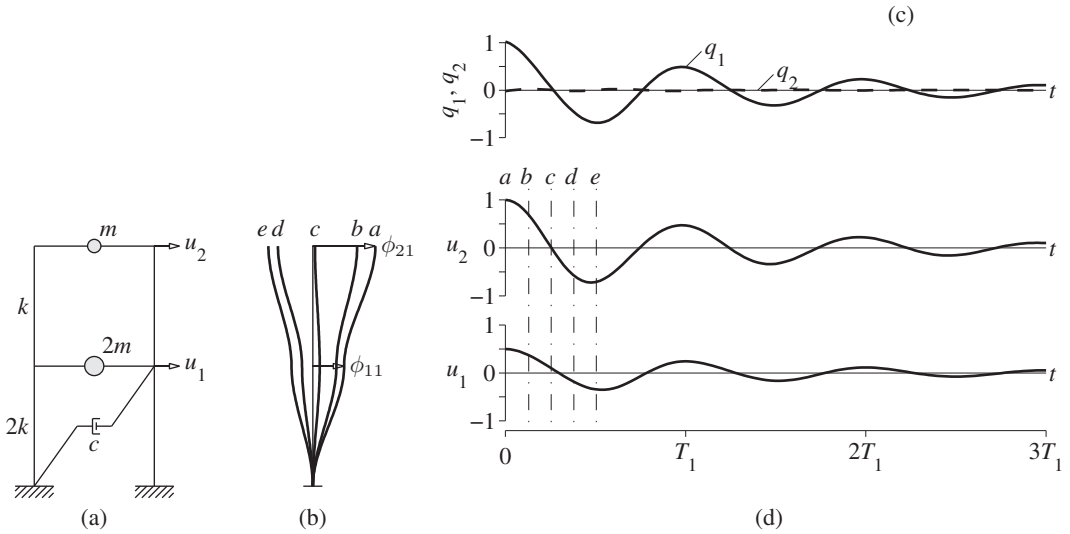 (c)
1
0
−1
q1, q2
q1
q2
t
a b c d e
1
0
−1
u2
t
1
0
−1
u1
t
0 T1 2T1 3T1
(d)
m
u2
k
2m
u1
2k
c
(a)
e d c b a
ϕ21
ϕ11
(b)